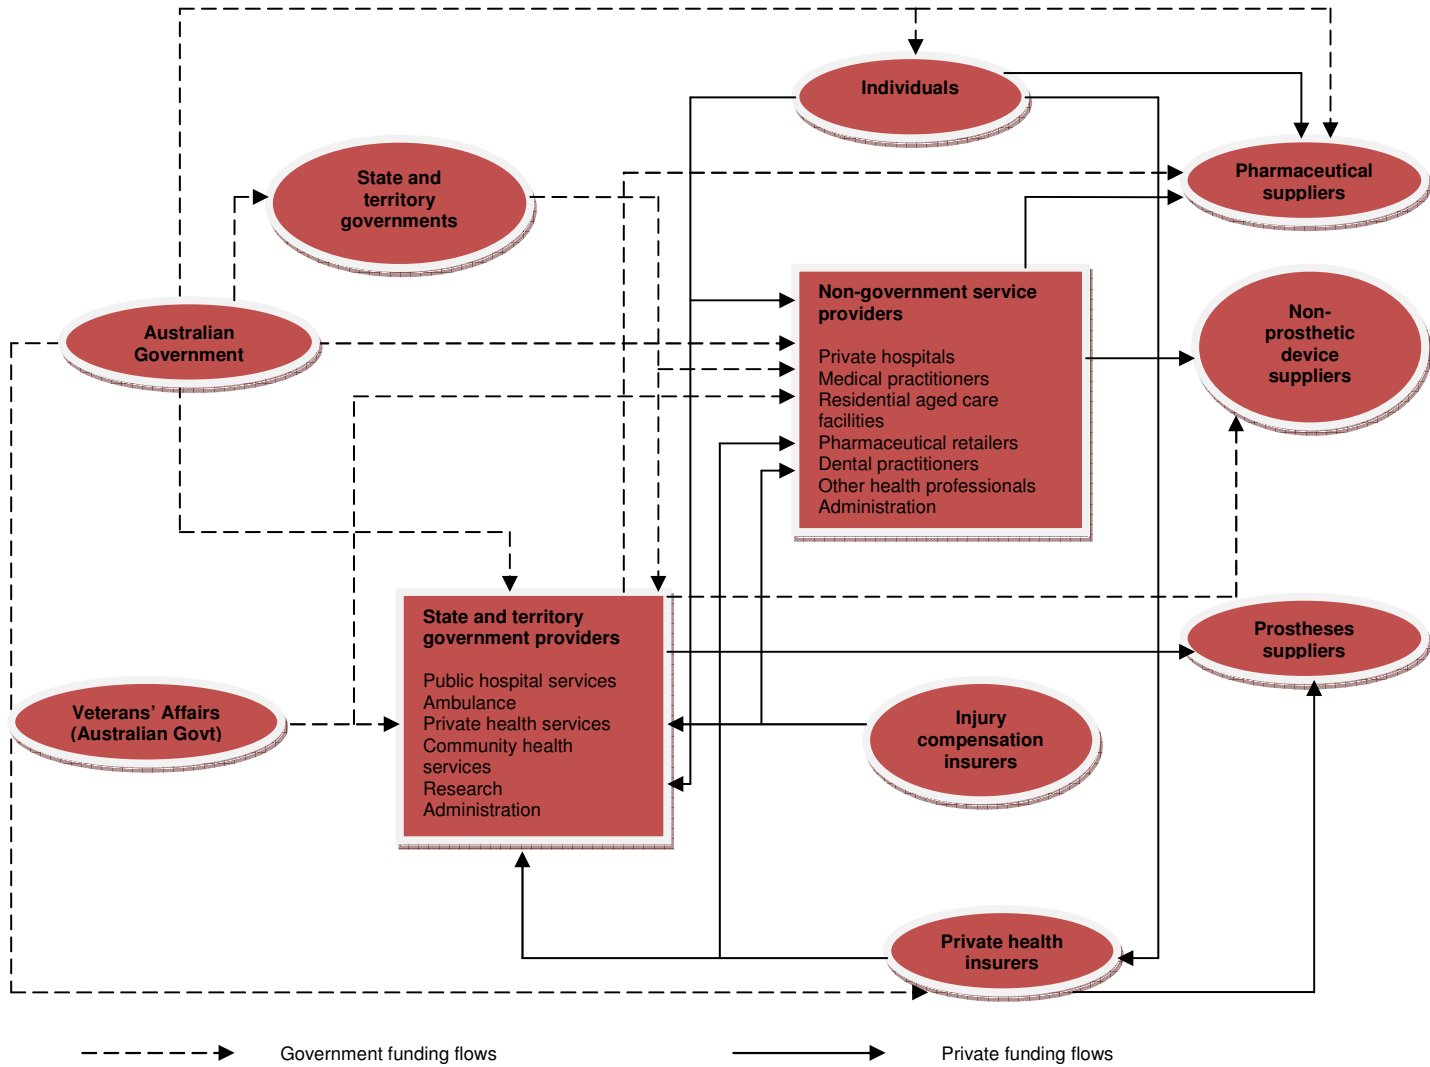 Individuals
Pharmaceutical
suppliers
State and
territory
governments
Australian
Government
Non-government service
providers
Private hospitals
Medical practitioners
Residential aged care
facilities
Pharmaceutical retailers
Dental practitioners
Other health professionals
Administration
Non-
prosthetic
device
suppliers
State and territory
government providers
Public hospital services
Ambulance
Private health services
Community health
services
Research
Administration
Prostheses
suppliers
Veterans’ Affairs
(Australian Govt)
Injury
compensation
insurers
Private health
insurers
Government funding flows
Private funding flows